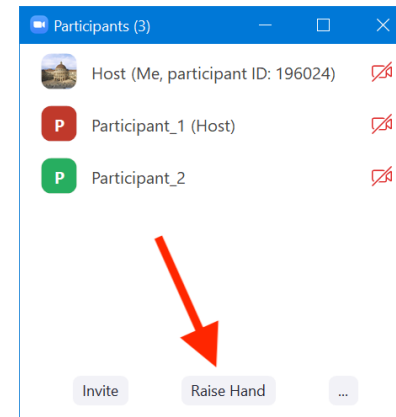 Participants (3)
Host (Me, participant ID: 196024)
P Participant_1 (Host)
P Participant_2
Invite Raise Hand ...